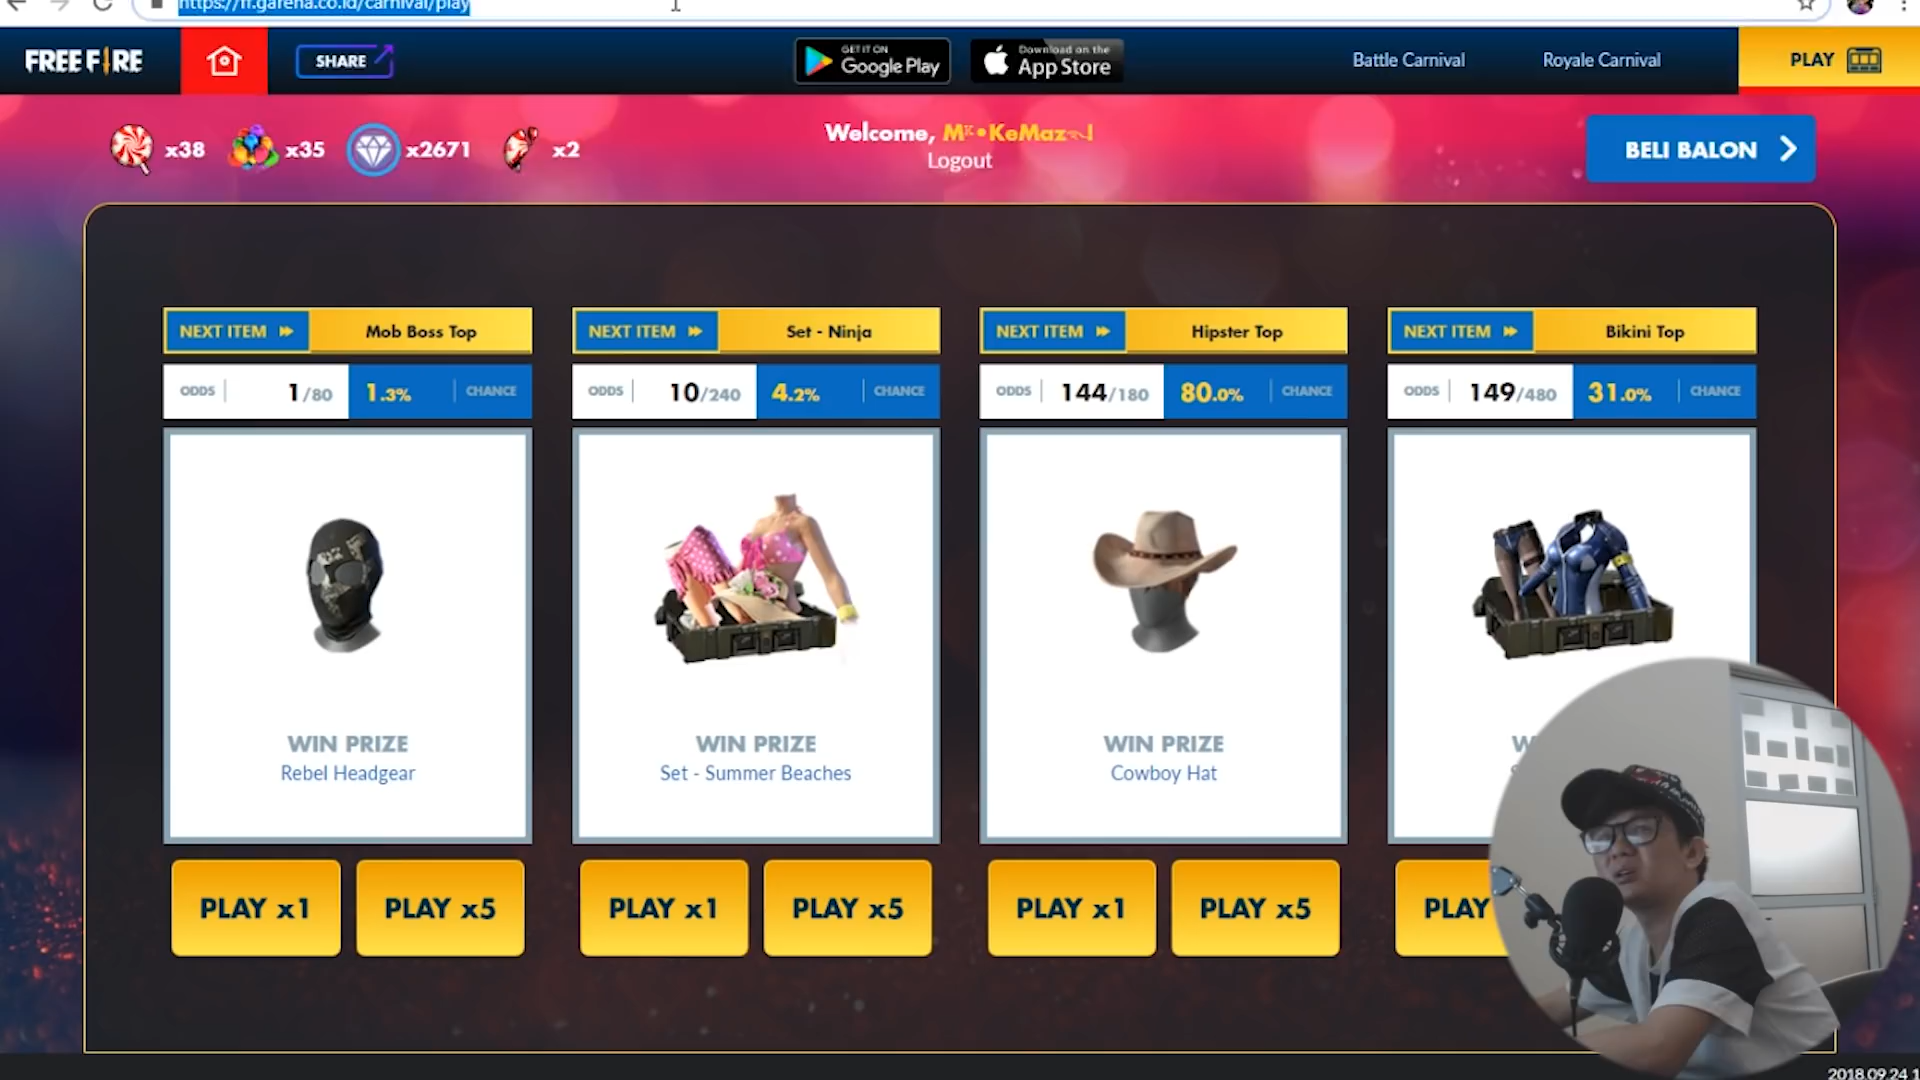 https://ff.garena.co.id/carnival/play
FREE FIRE
SHARE
GET IT ON
Google Play
Download on the
App Store
Battle Carnival
Royale Carnival
PLAY
x38
x35
x2671
x2
Welcome,
Logout
BELI BALON
NEXT ITEM
Mob Boss Top
ODDS
1/80
1.3%
CHANCE
WIN PRIZE
Rebel Headgear
PLAY x1
PLAY x5
NEXT ITEM
Set - Ninja
ODDS
10/240
4.2%
CHANCE
WIN PRIZE
Set - Summer Beaches
PLAY x1
PLAY x5
NEXT ITEM
Hipster Top
ODDS
144/180
80.0%
CHANCE
WIN PRIZE
Cowboy Hat
PLAY x1
PLAY x5
NEXT ITEM
Bikini Top
ODDS
149/480
31.0%
CHANCE
PLAY
2018.09.24 1